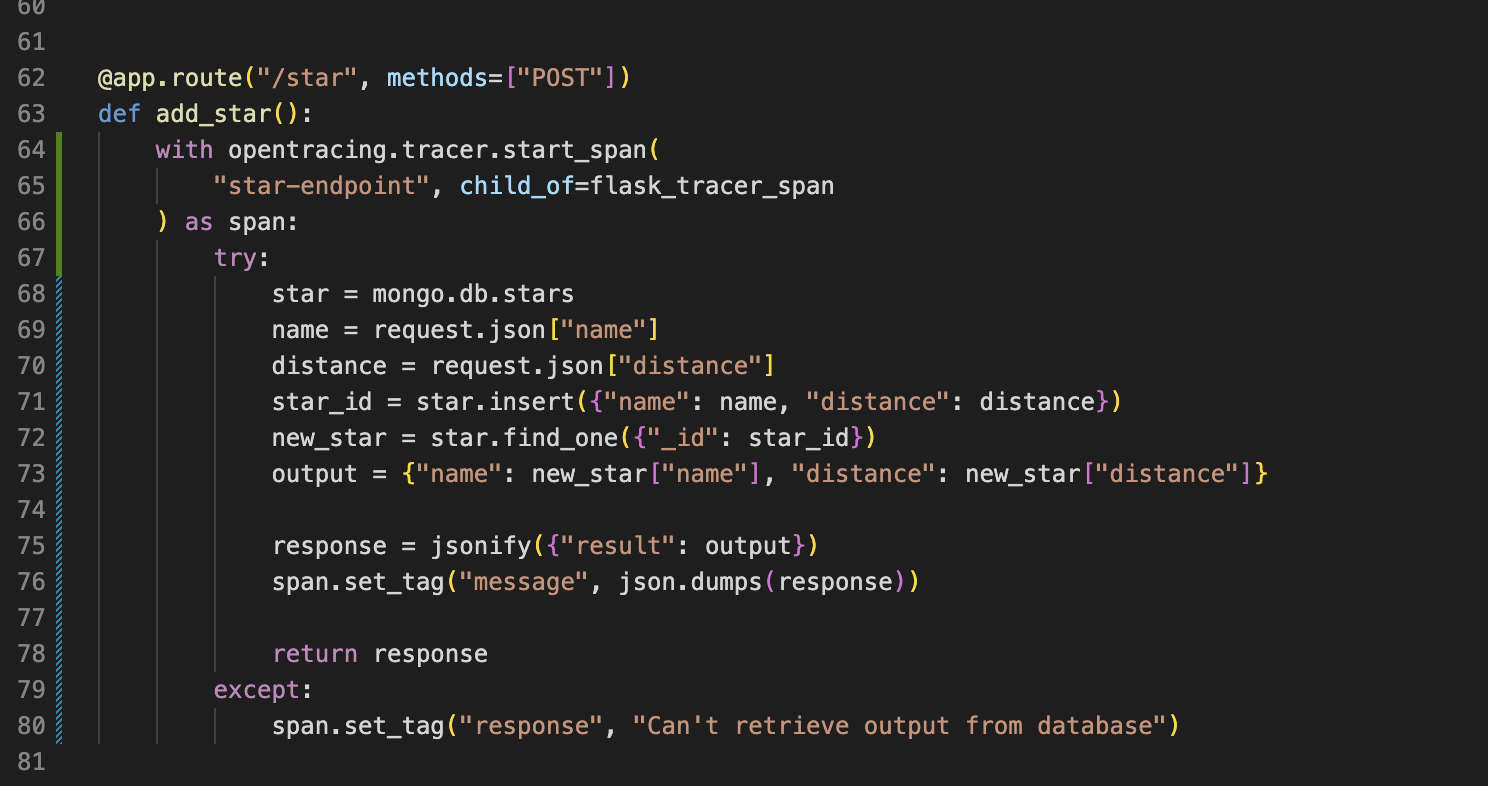 60
61
62 @app.route("/star", methods=["POST"])
63 def add_star():
64     with opentracing.tracer.start_span(
65         "star-endpoint", child_of=flask_tracer_span
66     ) as span:
67         try:
68             star = mongo.db.stars
69             name = request.json["name"]
70             distance = request.json["distance"]
71             star_id = star.insert({"name": name, "distance": distance})
72             new_star = star.find_one({"_id": star_id})
73             output = {"name": new_star["name"], "distance": new_star["distance"]}
74
75             response = jsonify({"result": output})
76             span.set_tag("message", json.dumps(response))
77
78             return response
79         except:
80             span.set_tag("response", "Can't retrieve output from database")
81